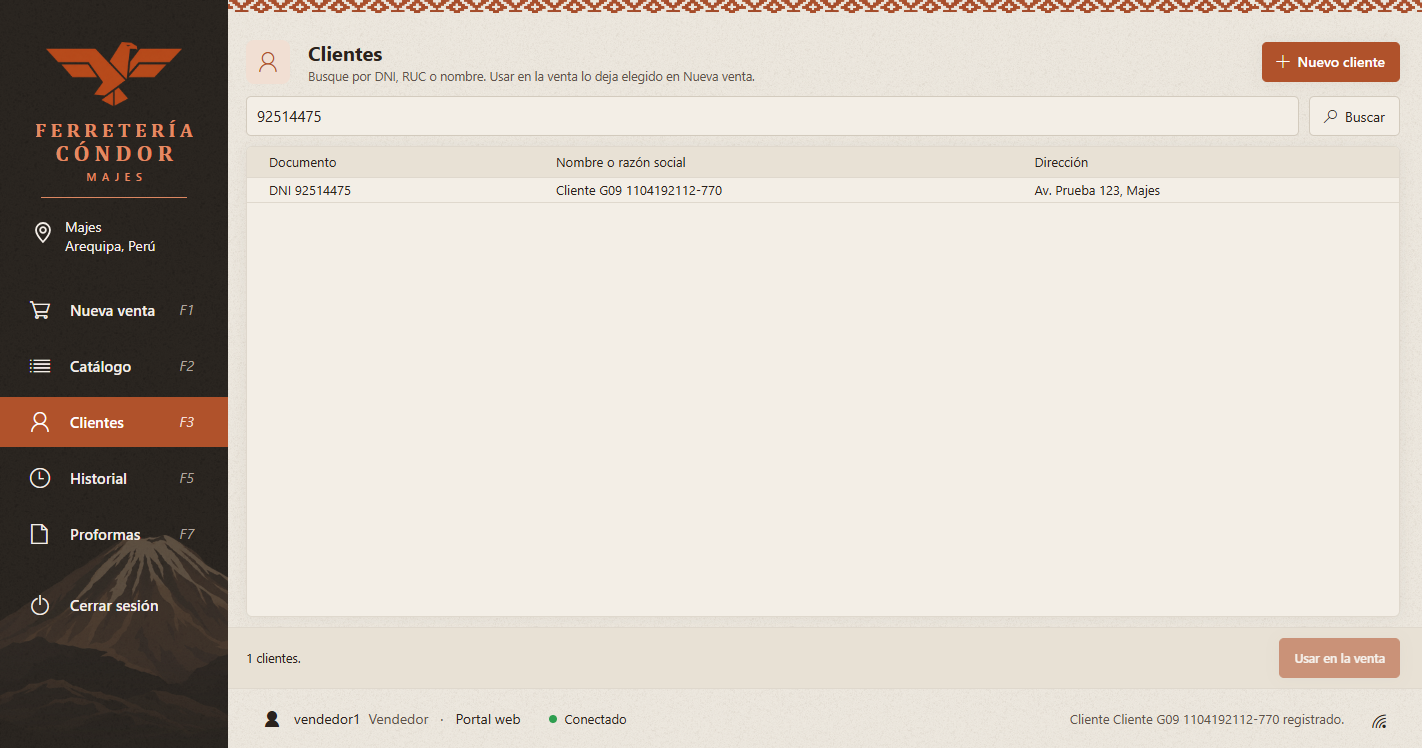 FERRETERÍA
CÓNDOR
MAJES
Majes
Arequipa, Perú
Nueva venta F1
Catálogo F2
Clientes F3
Historial F5
Proformas F7
Cerrar sesión
Clientes
Busque por DNI, RUC o nombre. Usar en la venta lo deja elegido en Nueva venta.
Nuevo cliente
92514475
Buscar
Documento Nombre o razón social Dirección
DNI 92514475 Cliente G09 1104192112-770 Av. Prueba 123, Majes
1 clientes.
Usar en la venta
vendedor1 Vendedor · Portal web Conectado
Cliente Cliente G09 1104192112-770 registrado.